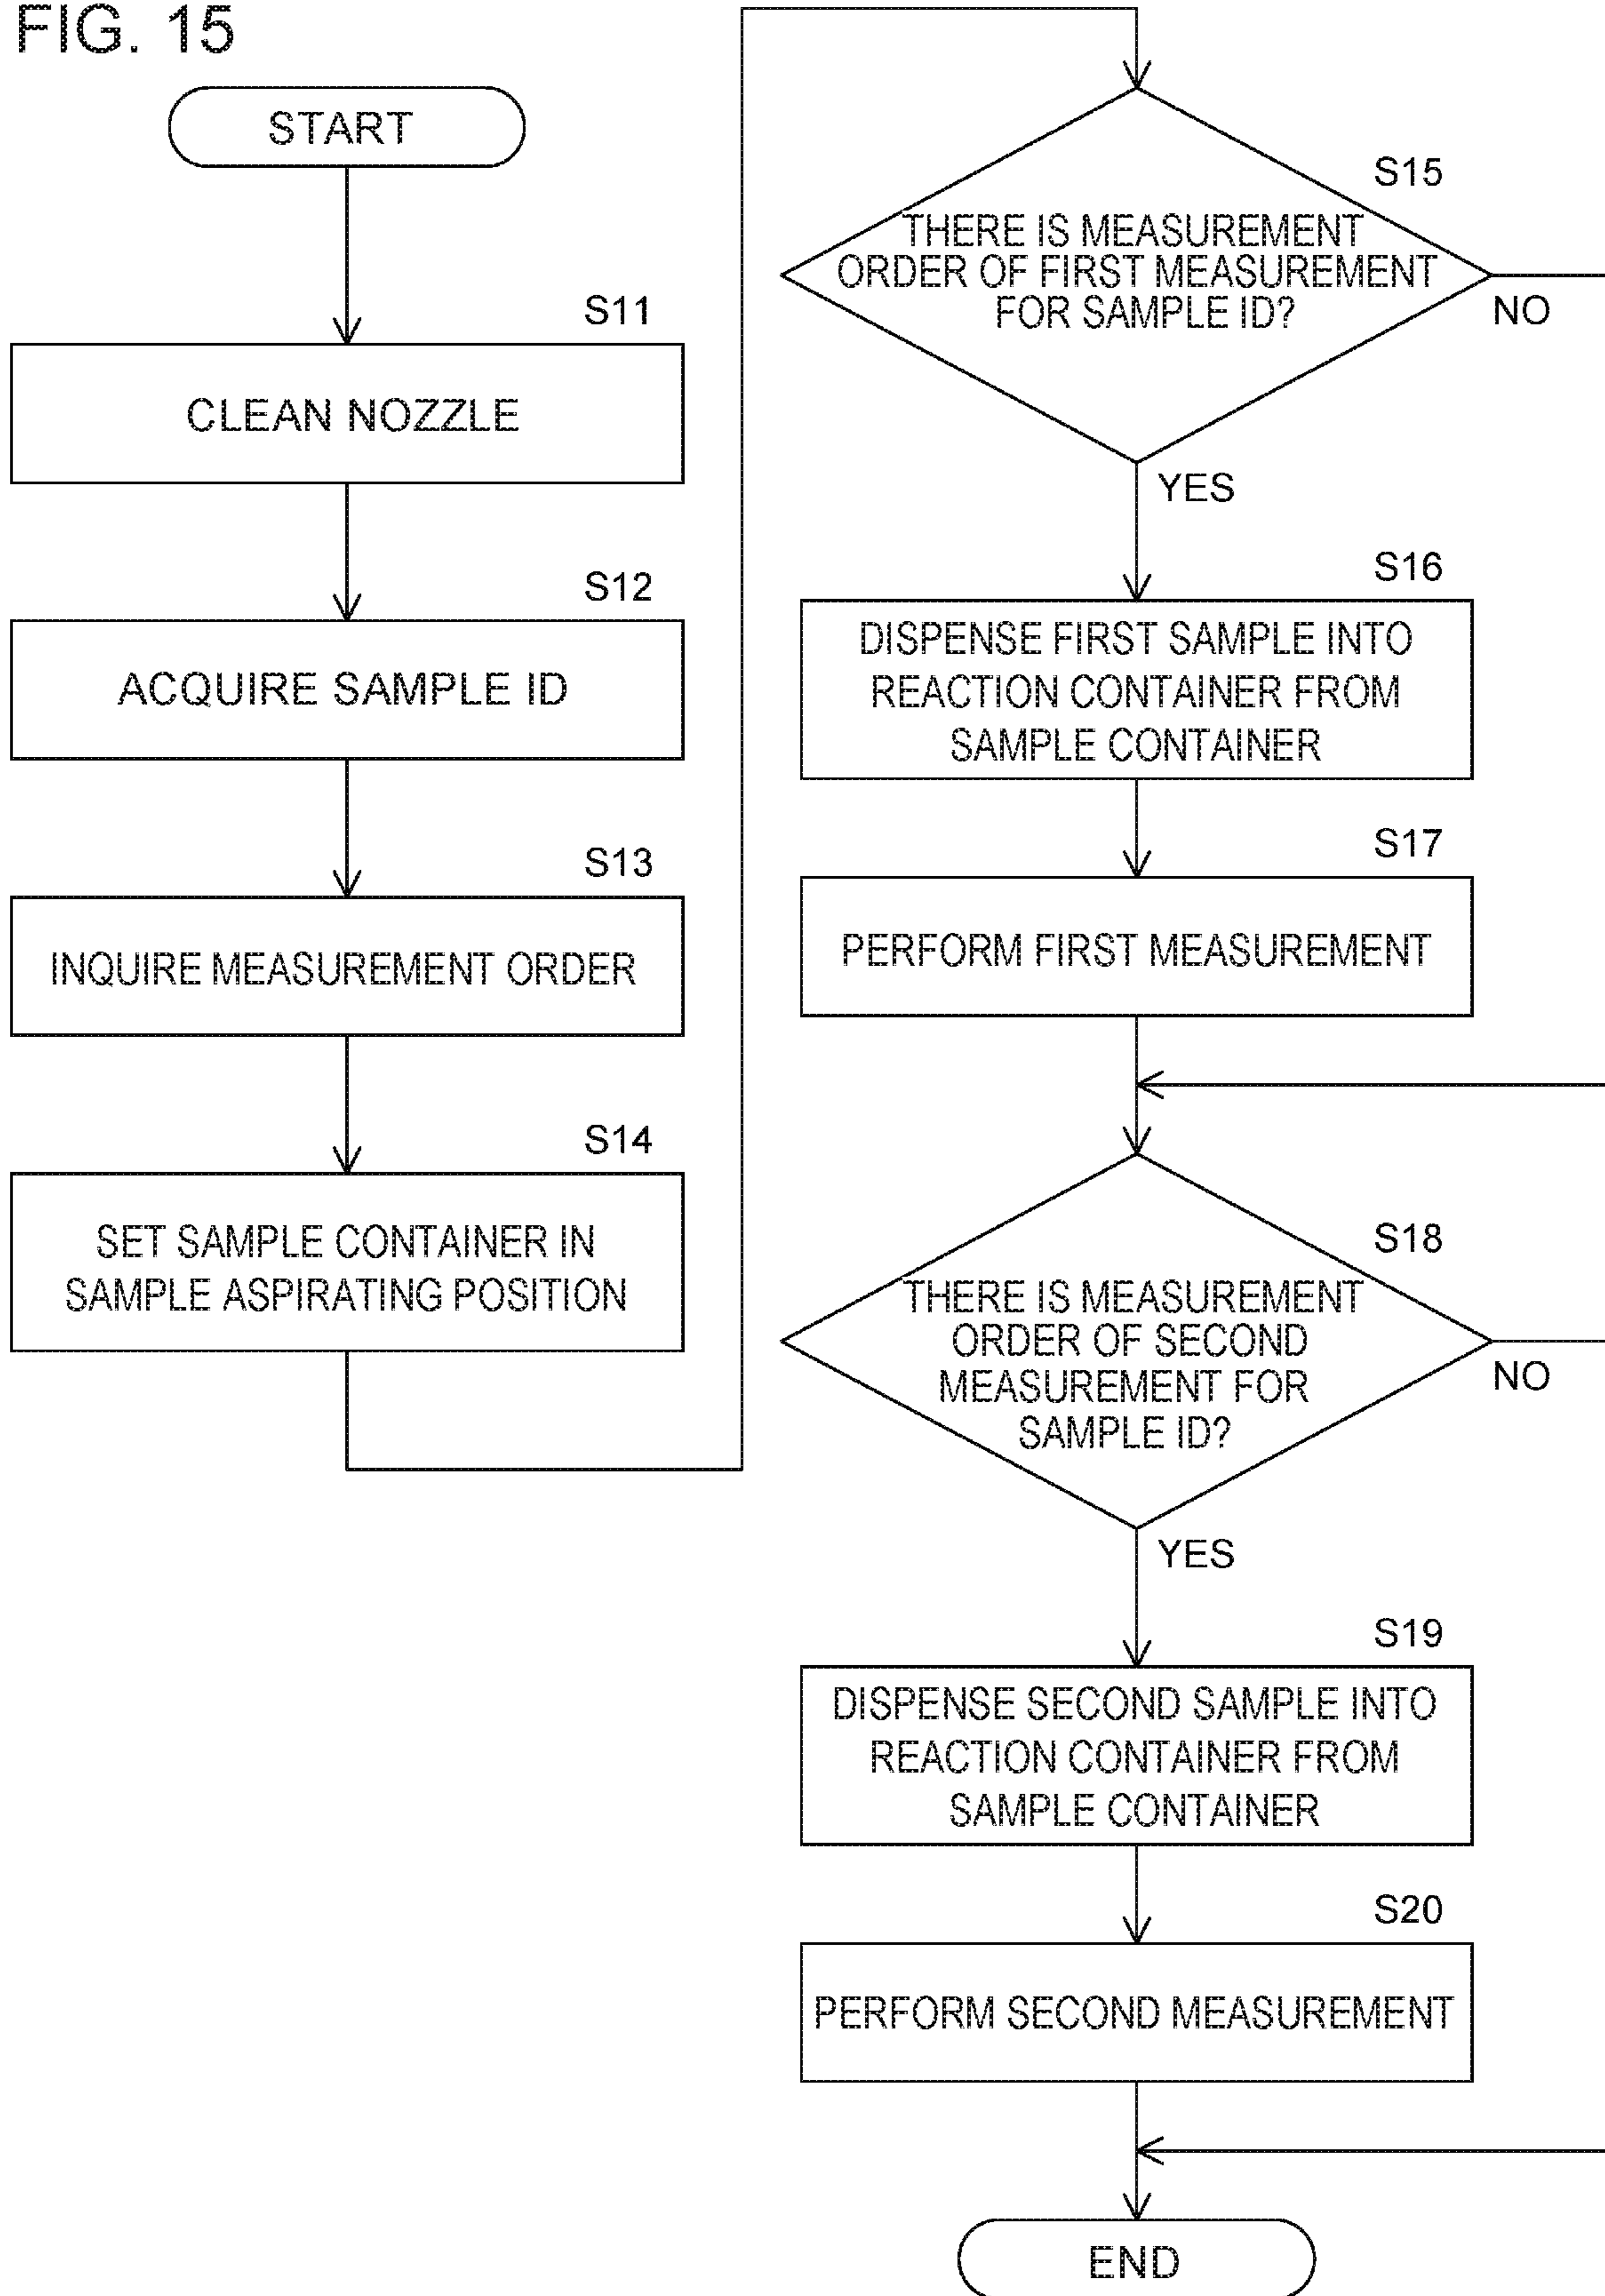 FIG. 15
START
S11
CLEAN NOZZLE
S12
ACQUIRE SAMPLE ID
S13
INQUIRE MEASUREMENT ORDER
S14
SET SAMPLE CONTAINER IN
SAMPLE ASPIRATING POSITION
S15
THERE IS MEASUREMENT
ORDER OF FIRST MEASUREMENT
FOR SAMPLE ID?
NO
YES
S16
DISPENSE FIRST SAMPLE INTO
REACTION CONTAINER FROM
SAMPLE CONTAINER
S17
PERFORM FIRST MEASUREMENT
S18
THERE IS MEASUREMENT
ORDER OF SECOND
MEASUREMENT FOR
SAMPLE ID?
NO
YES
S19
DISPENSE SECOND SAMPLE INTO
REACTION CONTAINER FROM
SAMPLE CONTAINER
S20
PERFORM SECOND MEASUREMENT
END